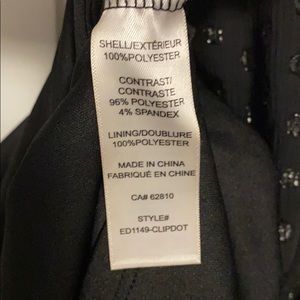 SHELL/EXTÉRIEUR
100%POLYESTER
CONTRAST/
CONTRASTE
96% POLYESTER
4% SPANDEX
LINING/DOUBLURE
100%POLYESTER
MADE IN CHINA
FABRIQUÉ EN CHINE
CA# 62810
STYLE#
ED1149-CLIPDOT